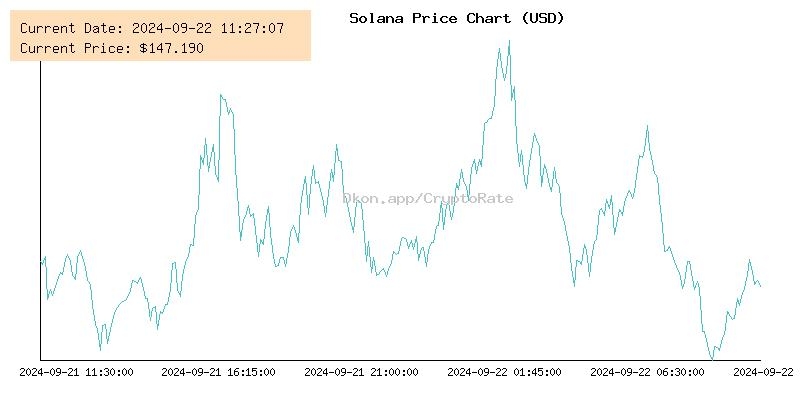 Solana Price Chart (USD)
Current Date: 2024-09-22 11:27:07
Current Price: $147.190
Dkon.app/CryptoRate
2024-09-21 11:30:00 2024-09-21 16:15:00 2024-09-21 21:00:00 2024-09-22 01:45:00 2024-09-22 06:30:00 2024-09-22